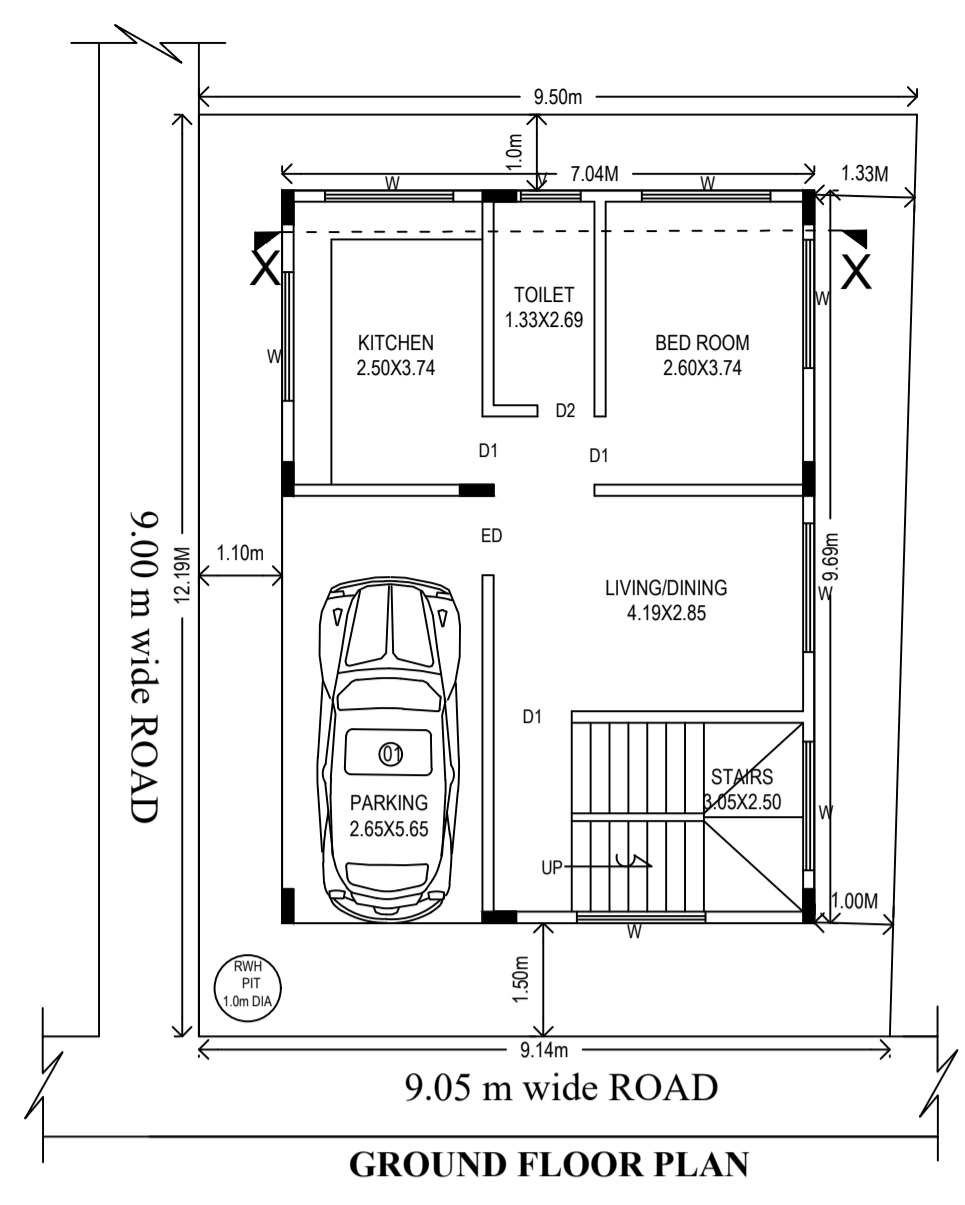 9.50m
1.0m
7.04M
1.33M
W
V
W
X
X
TOILET
1.33X2.69
W
KITCHEN
2.50X3.74
BED ROOM
2.60X3.74
W
D2
D1
D1
ED
9.00 m wide ROAD
12.19M
1.10m
9.69m
LIVING/DINING
4.19X2.85
W
D1
01
PARKING
2.65X5.65
STAIRS
3.05X2.50
W
UP
1.00M
W
RWH
PIT
1.0m DIA
1.50m
9.14m
9.05 m wide ROAD
GROUND FLOOR PLAN